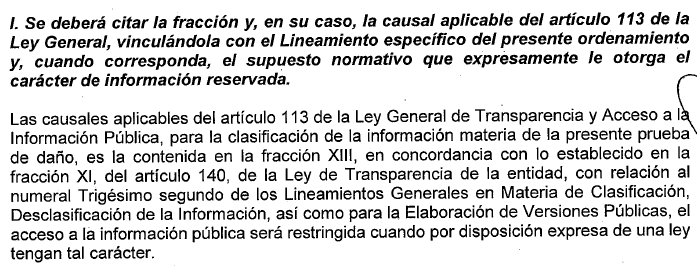 I. Se deberá citar la fracción y, en su caso, la causal aplicable del artículo 113 de la
Ley General, vinculándola con el Lineamiento específico del presente ordenamiento
y, cuando corresponda, el supuesto normativo que expresamente le otorga el
carácter de información reservada.
Las causales aplicables del artículo 113 de la Ley General de Transparencia y Acceso a la
Información Pública, para la clasificación de la información materia de la presente prueba
de daño, es la contenida en la fracción XIII, en concordancia con lo establecido en la
fracción XI, del artículo 140, de la Ley de Transparencia de la entidad, con relación al
numeral Trigésimo segundo de los Lineamientos Generales en Materia de Clasificación,
Desclasificación de la Información, así como para la Elaboración de Versiones Públicas, el
acceso a la información pública será restringida cuando por disposición expresa de una ley
tengan tal carácter.